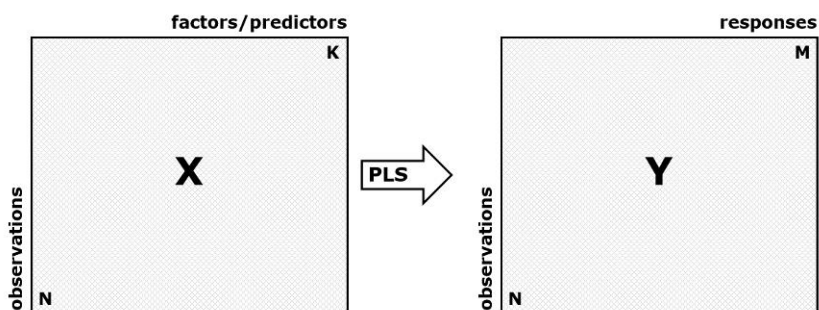 factors/predictors
K
X
observations
N
PLS
responses
M
Y
observations
N